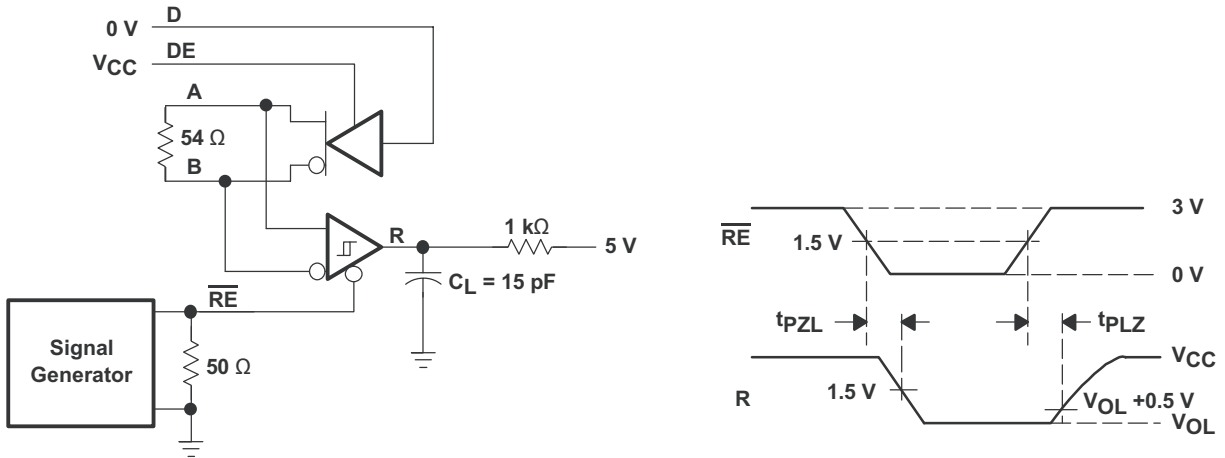 0 V
D
VCC
DE
A
54 Ω
B
R
1 kΩ
5 V
CL = 15 pF
RE
Signal
Generator
50 Ω
RE
3 V
1.5 V
0 V
tPZL
tPLZ
R
VCC
1.5 V
VOL +0.5 V
VOL